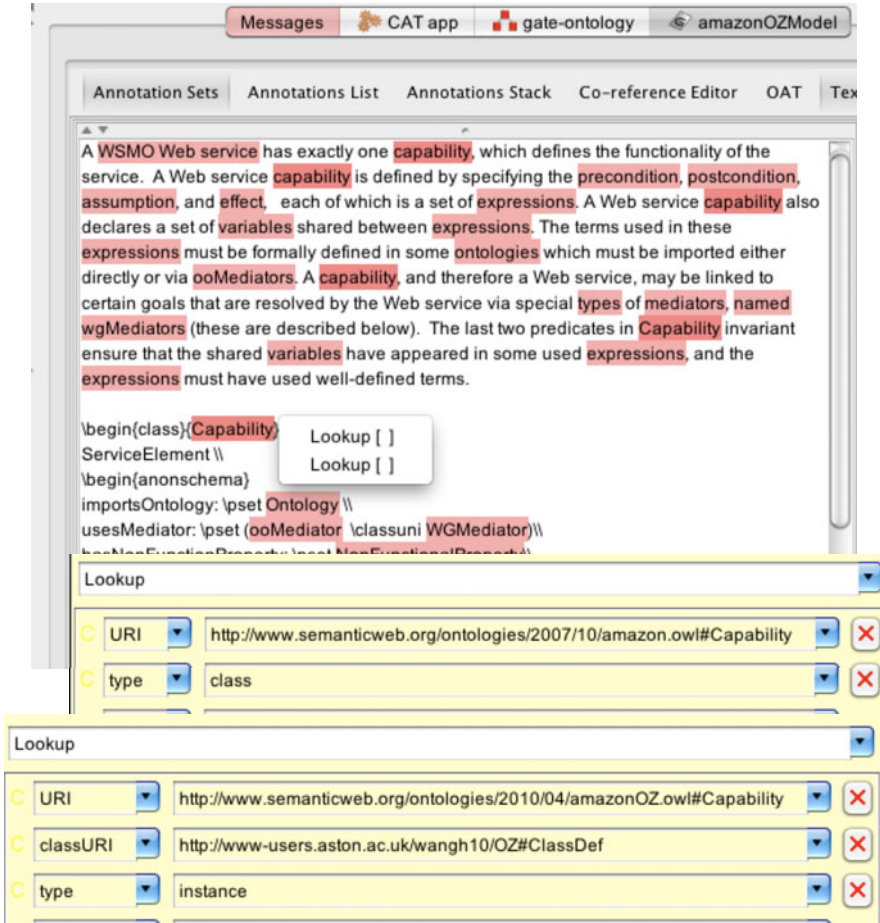 Messages CAT app gate-ontology amazonOZModel
Annotation Sets Annotations List Annotations Stack Co-reference Editor OAT Tex
A WSMO Web service has exactly one capability, which defines the functionality of the
service. A Web service capability is defined by specifying the precondition, postcondition,
assumption, and effect, each of which is a set of expressions. A Web service capability also
declares a set of variables shared between expressions. The terms used in these
expressions must be formally defined in some ontologies which must be imported either
directly or via ooMediators. A capability, and therefore a Web service, may be linked to
certain goals that are resolved by the Web service via special types of mediators, named
wgMediators (these are described below). The last two predicates in Capability invariant
ensure that the shared variables have appeared in some used expressions, and the
expressions must have used well-defined terms.
\begin{class}{Capability}
Lookup [ ]
ServiceElement \\
Lookup [ ]
\begin{anonschema}
importsOntology: \pset Ontology \\
usesMediator: \pset (ooMediator \classuni WGMediator)\\
hasNonFunctionProperty: \pset NonFunctionalProperty\\
Lookup
C URI http://www.semanticweb.org/ontologies/2007/10/amazon.owl#Capability
C type class
Lookup
C URI http://www.semanticweb.org/ontologies/2010/04/amazonOZ.owl#Capability
C classURI http://www-users.aston.ac.uk/wangh10/OZ#ClassDef
C type instance